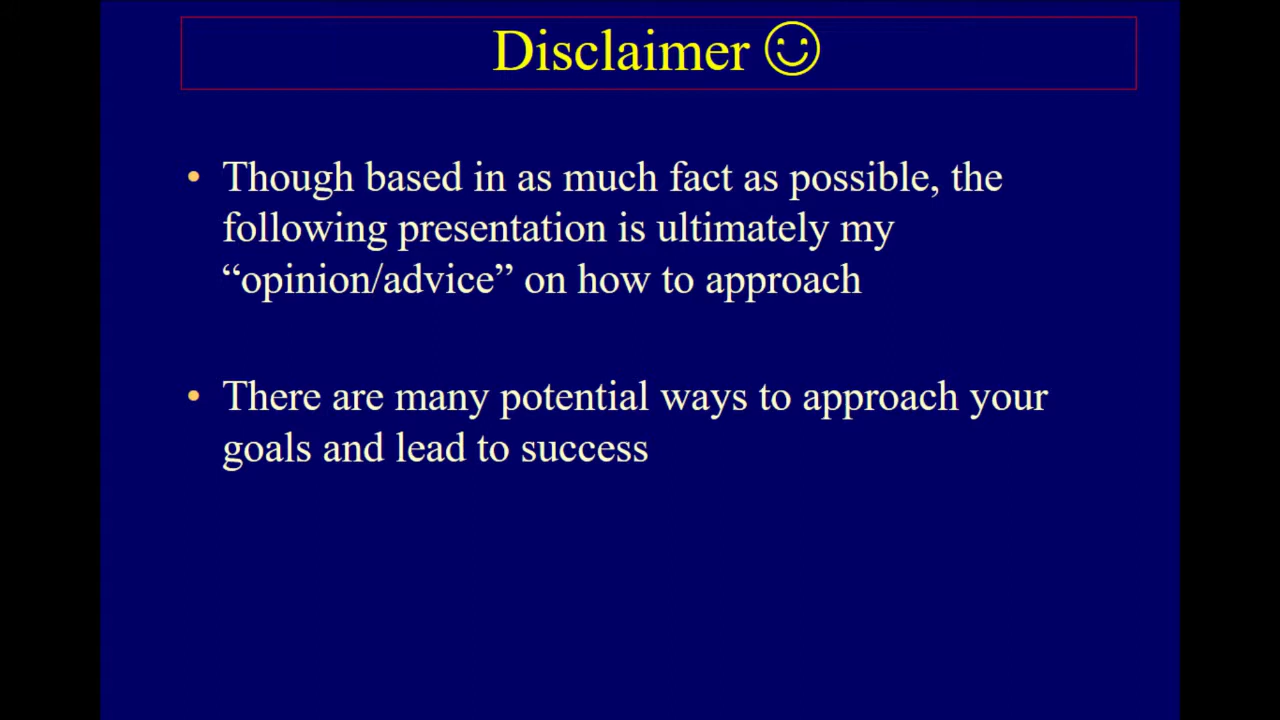 Disclaimer ☺
• Though based in as much fact as possible, the
following presentation is ultimately my
“opinion/advice” on how to approach
• There are many potential ways to approach your
goals and lead to success